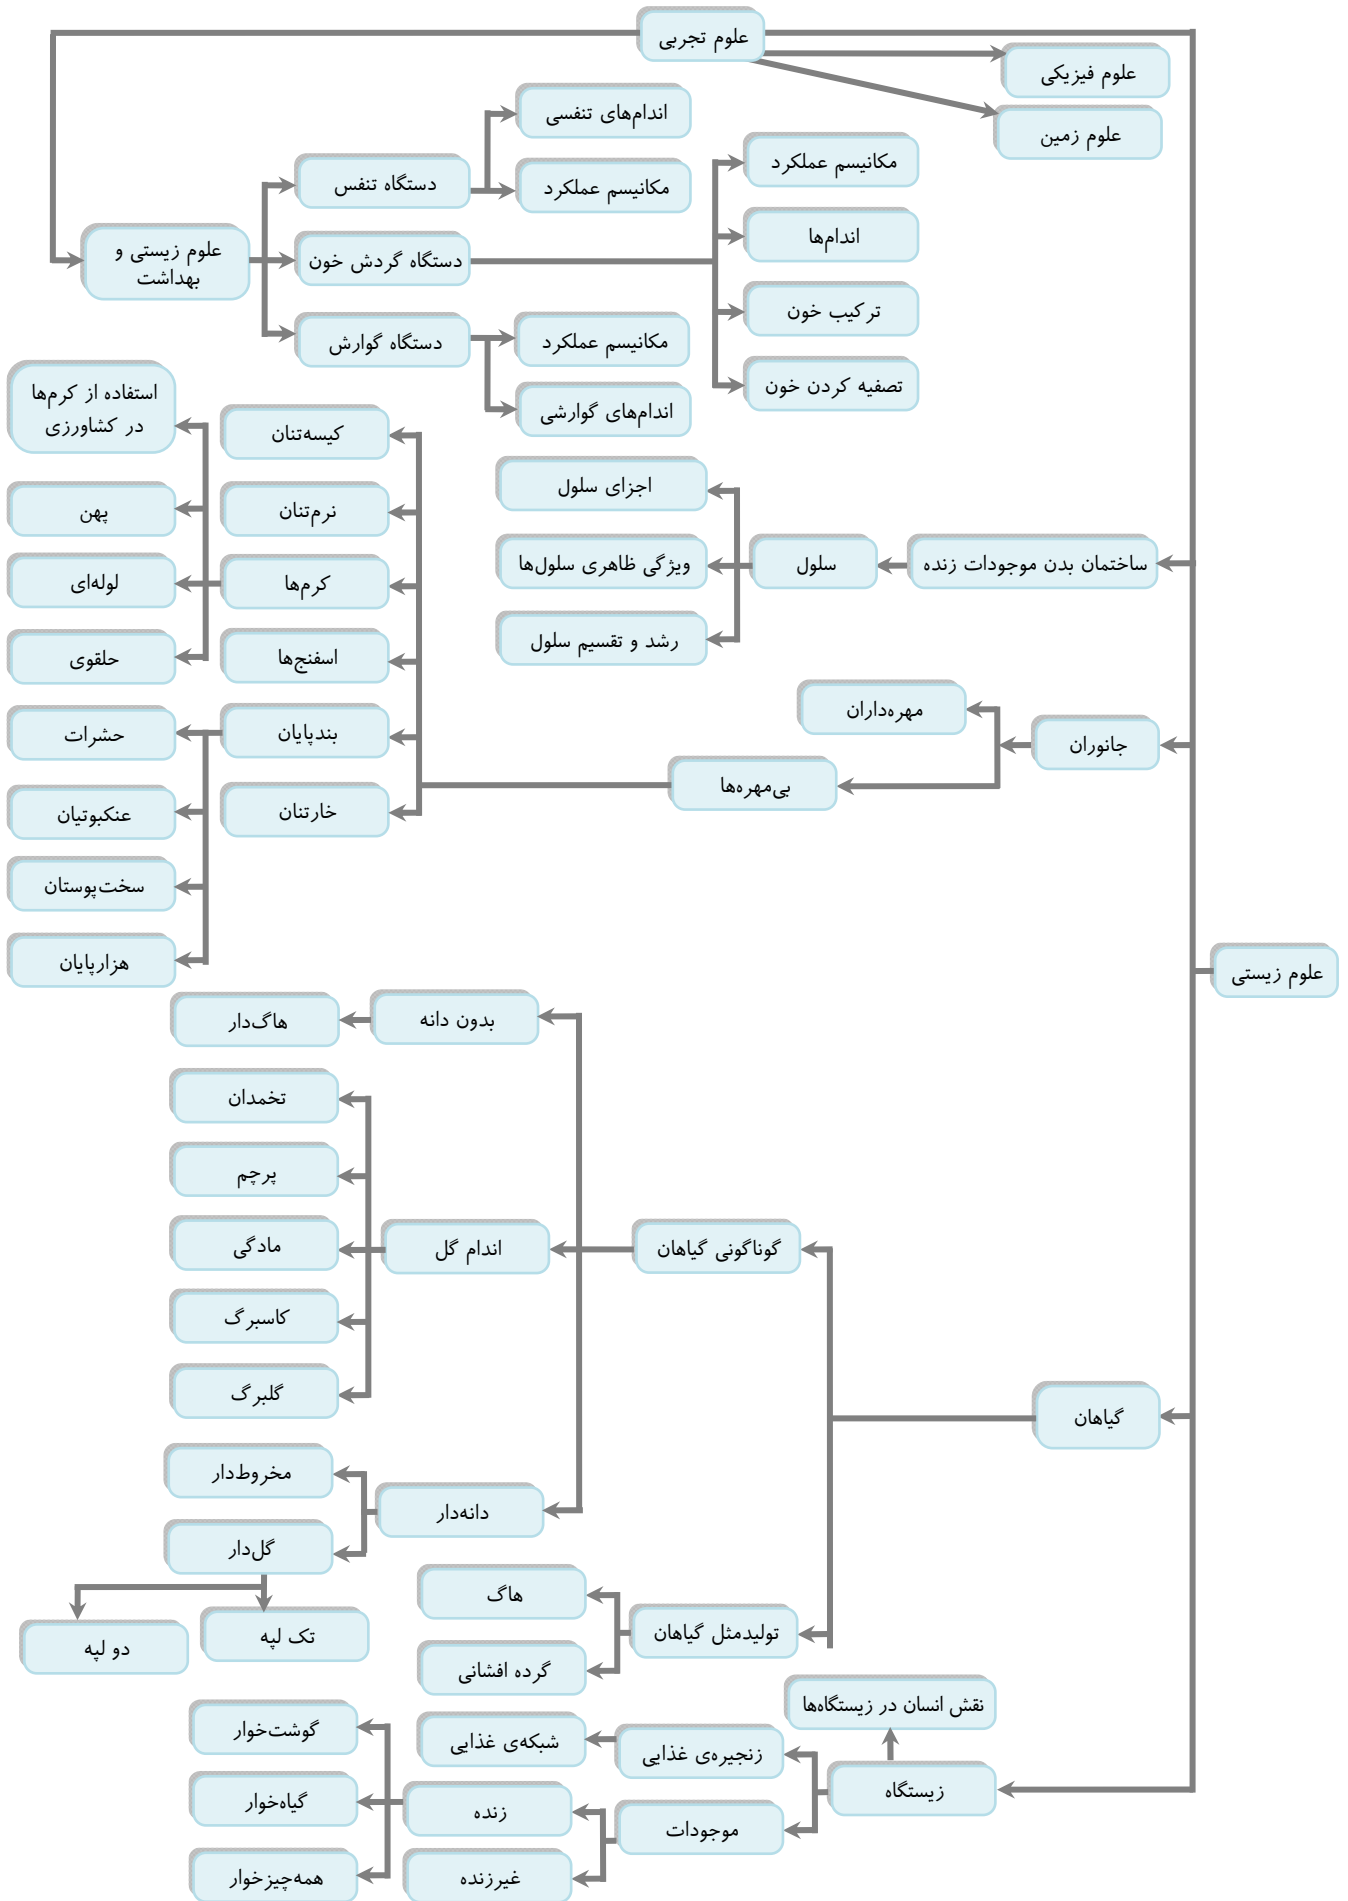 علوم تجربی
علوم فیزیکی
علوم زمین
علوم زیستی و
بهداشت
دستگاه تنفس
اندام‌های تنفسی
مکانیسم عملکرد
دستگاه گردش خون
مکانیسم عملکرد
اندام‌ها
ترکیب خون
تصفیه کردن خون
دستگاه گوارش
مکانیسم عملکرد
اندام‌های گوارشی
علوم زیستی
ساختمان بدن موجودات زنده
سلول
اجزای سلول
ویژگی ظاهری سلول‌ها
رشد و تقسیم سلول
جانوران
مهره‌داران
بی‌مهره‌ها
کیسه‌تنان
نرم‌تنان
کرم‌ها
اسفنج‌ها
بندپایان
خارتنان
استفاده از کرم‌ها
در کشاورزی
پهن
لوله‌ای
حلقوی
حشرات
عنکبوتیان
سخت‌پوستان
هزارپایان
گیاهان
گوناگونی گیاهان
بدون دانه
هاگ‌دار
اندام گل
تخمدان
پرچم
مادگی
کاسبرگ
گلبرگ
دانه‌دار
مخروط‌دار
گل‌دار
تک لپه
دو لپه
تولیدمثل گیاهان
هاگ
گرده افشانی
زیستگاه
نقش انسان در زیستگاه‌ها
زنجیره‌ی غذایی
شبکه‌ی غذایی
موجودات
زنده
غیرزنده
گوشت‌خوار
گیاه‌خوار
همه‌چیزخوار